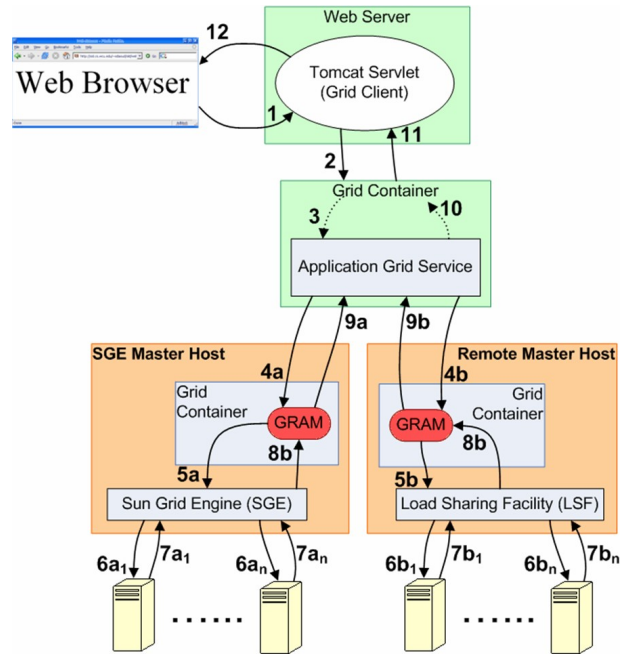 Web Server
12
Web Browser
Tomcat Servlet
(Grid Client)
1
11
2
Grid Container
3
10
Application Grid Service
9a
9b
SGE Master Host
Remote Master Host
4a
4b
Grid
Container
Grid
Container
GRAM
GRAM
5a
8b
5b
8b
Sun Grid Engine (SGE)
Load Sharing Facility (LSF)
6a1
7a1
6an
7an
6b1
7b1
6bn
7bn